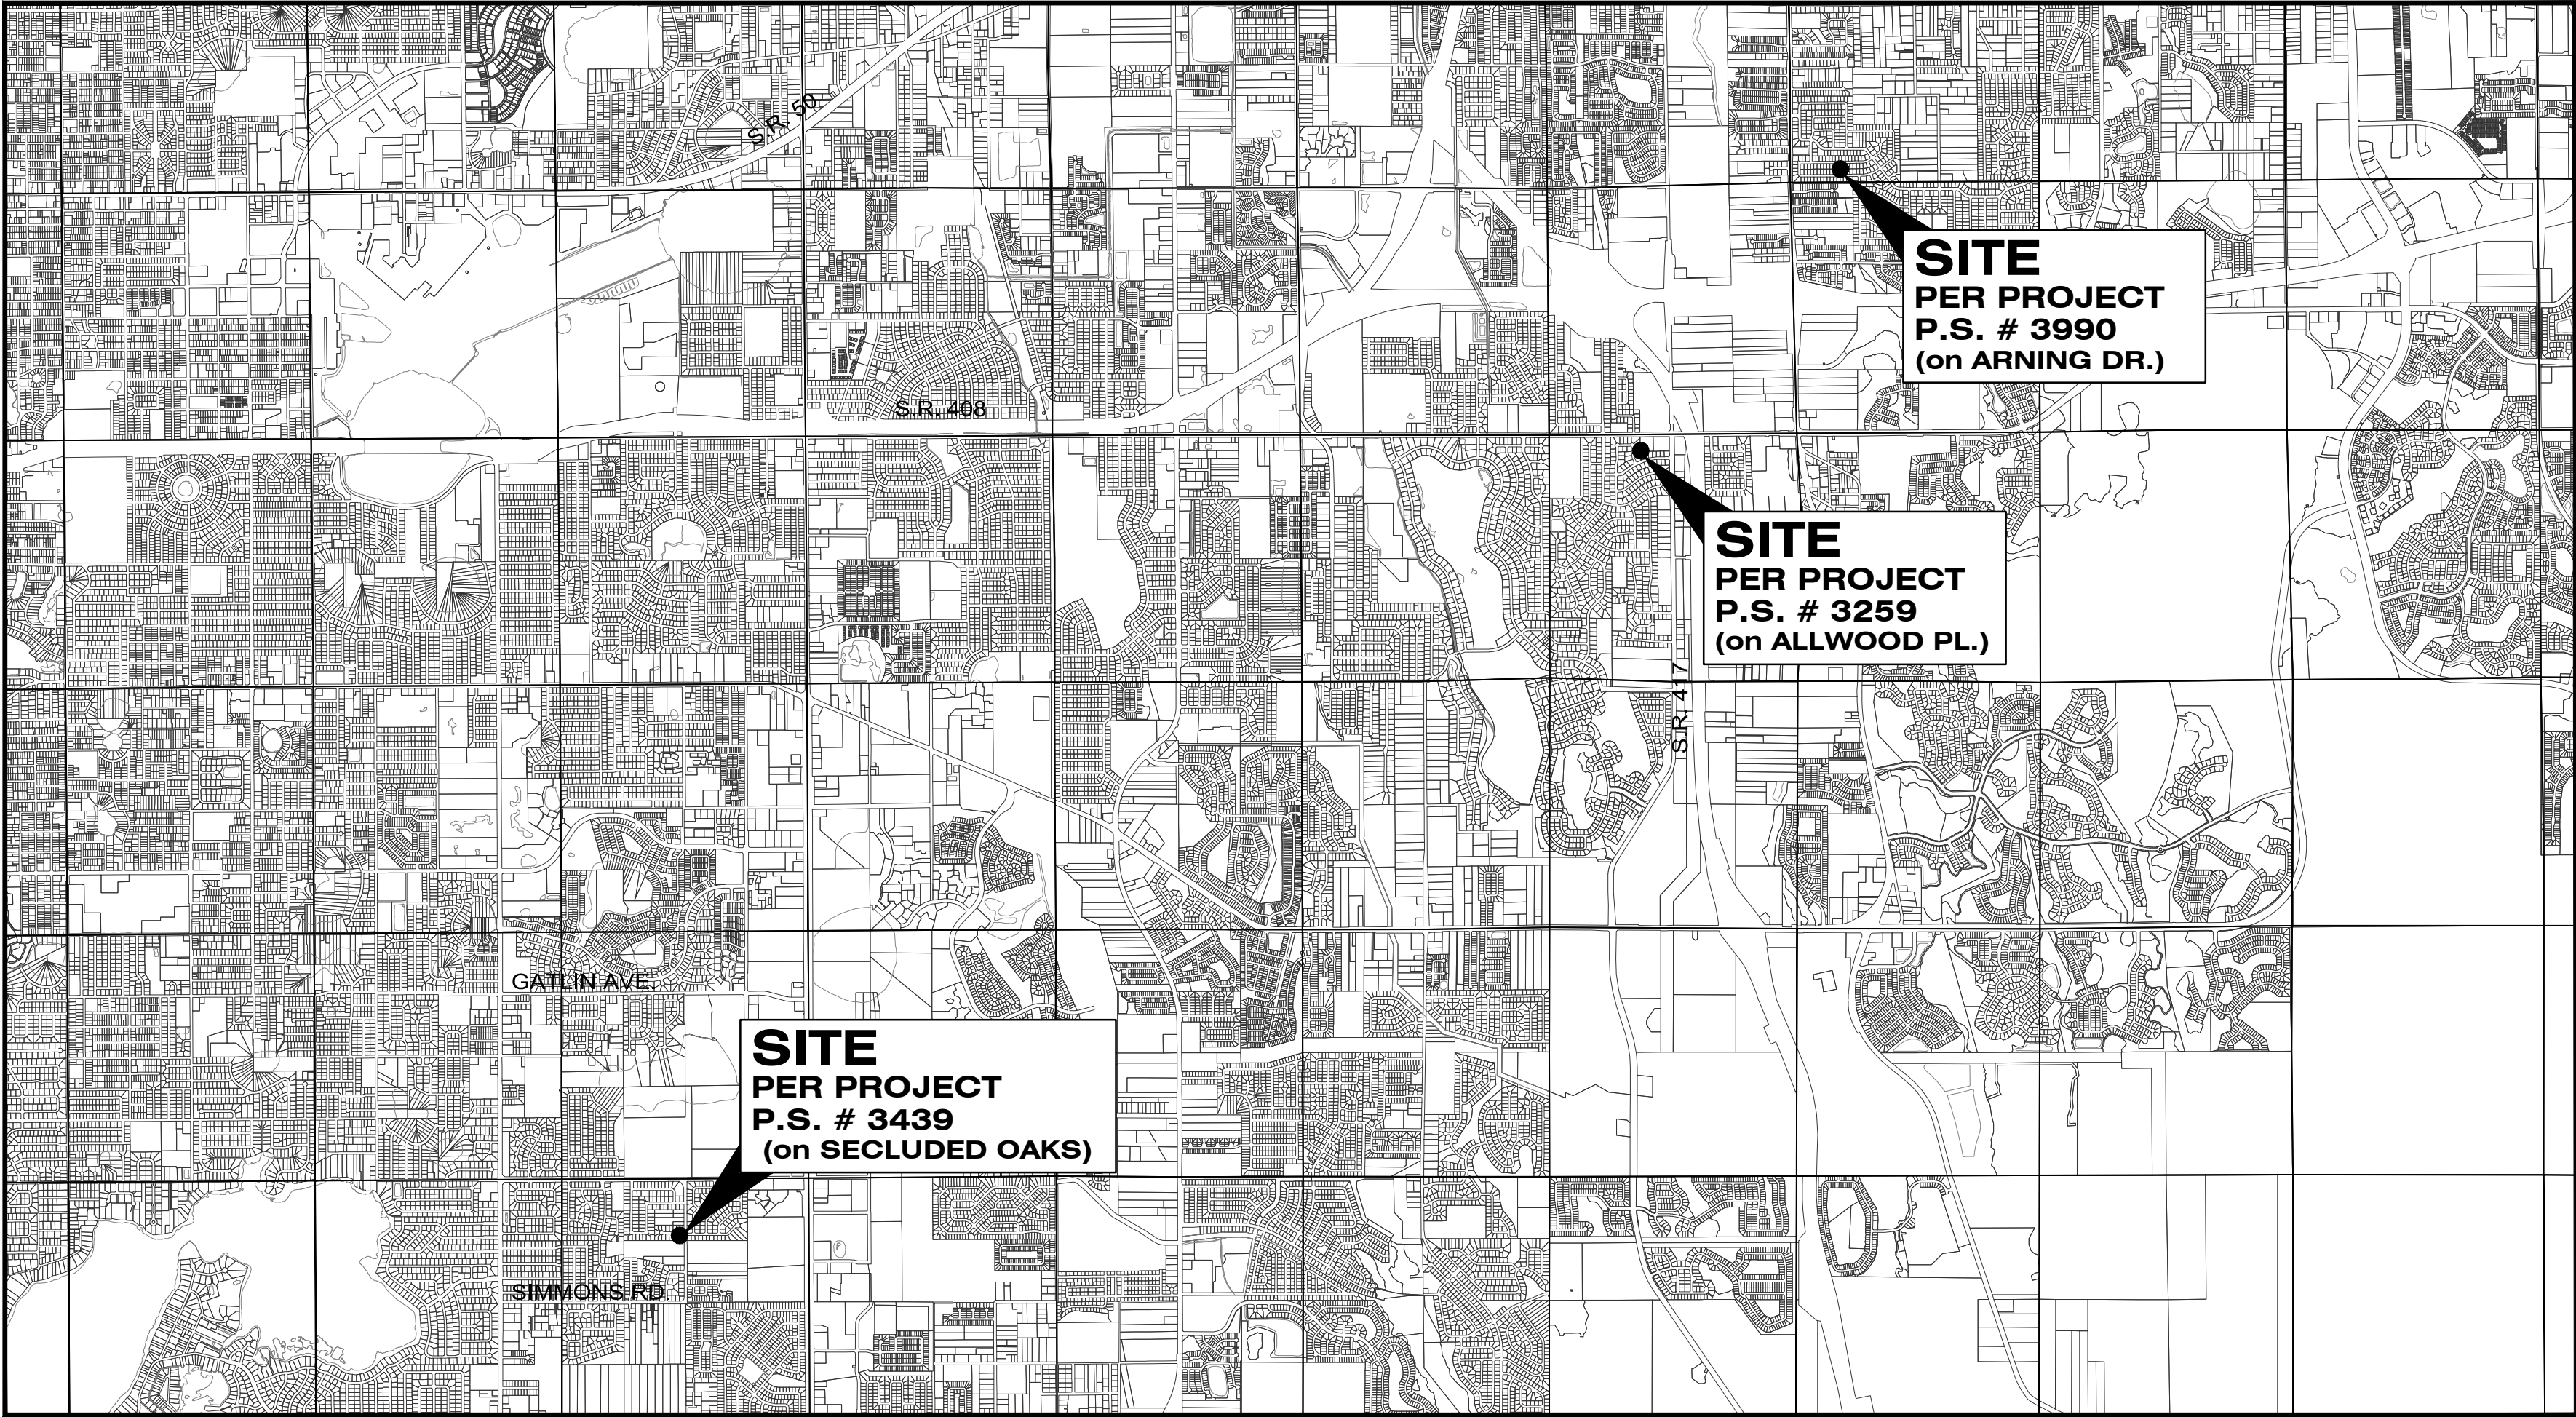 S.R. 50
SITE
PER PROJECT
P.S. # 3990
(on ARNING DR.)
S.R. 408
SITE
PER PROJECT
P.S. # 3259
(on ALLWOOD PL.)
S.R. 417
GATLIN AVE.
SITE
PER PROJECT
P.S. # 3439
(on SECLUDED OAKS)
SIMMONS RD.